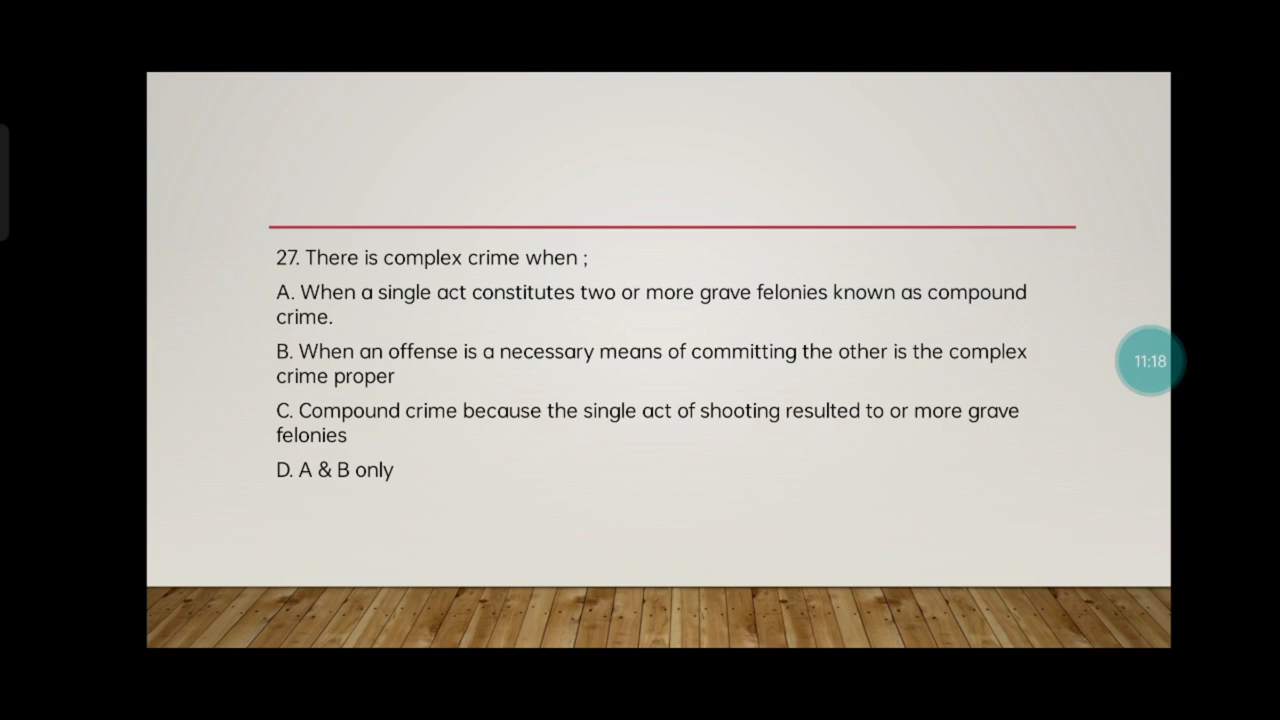 27. There is complex crime when ;
A. When a single act constitutes two or more grave felonies known as compound
crime.
B. When an offense is a necessary means of committing the other is the complex
crime proper
C. Compound crime because the single act of shooting resulted to or more grave
felonies
D. A & B only
11:18